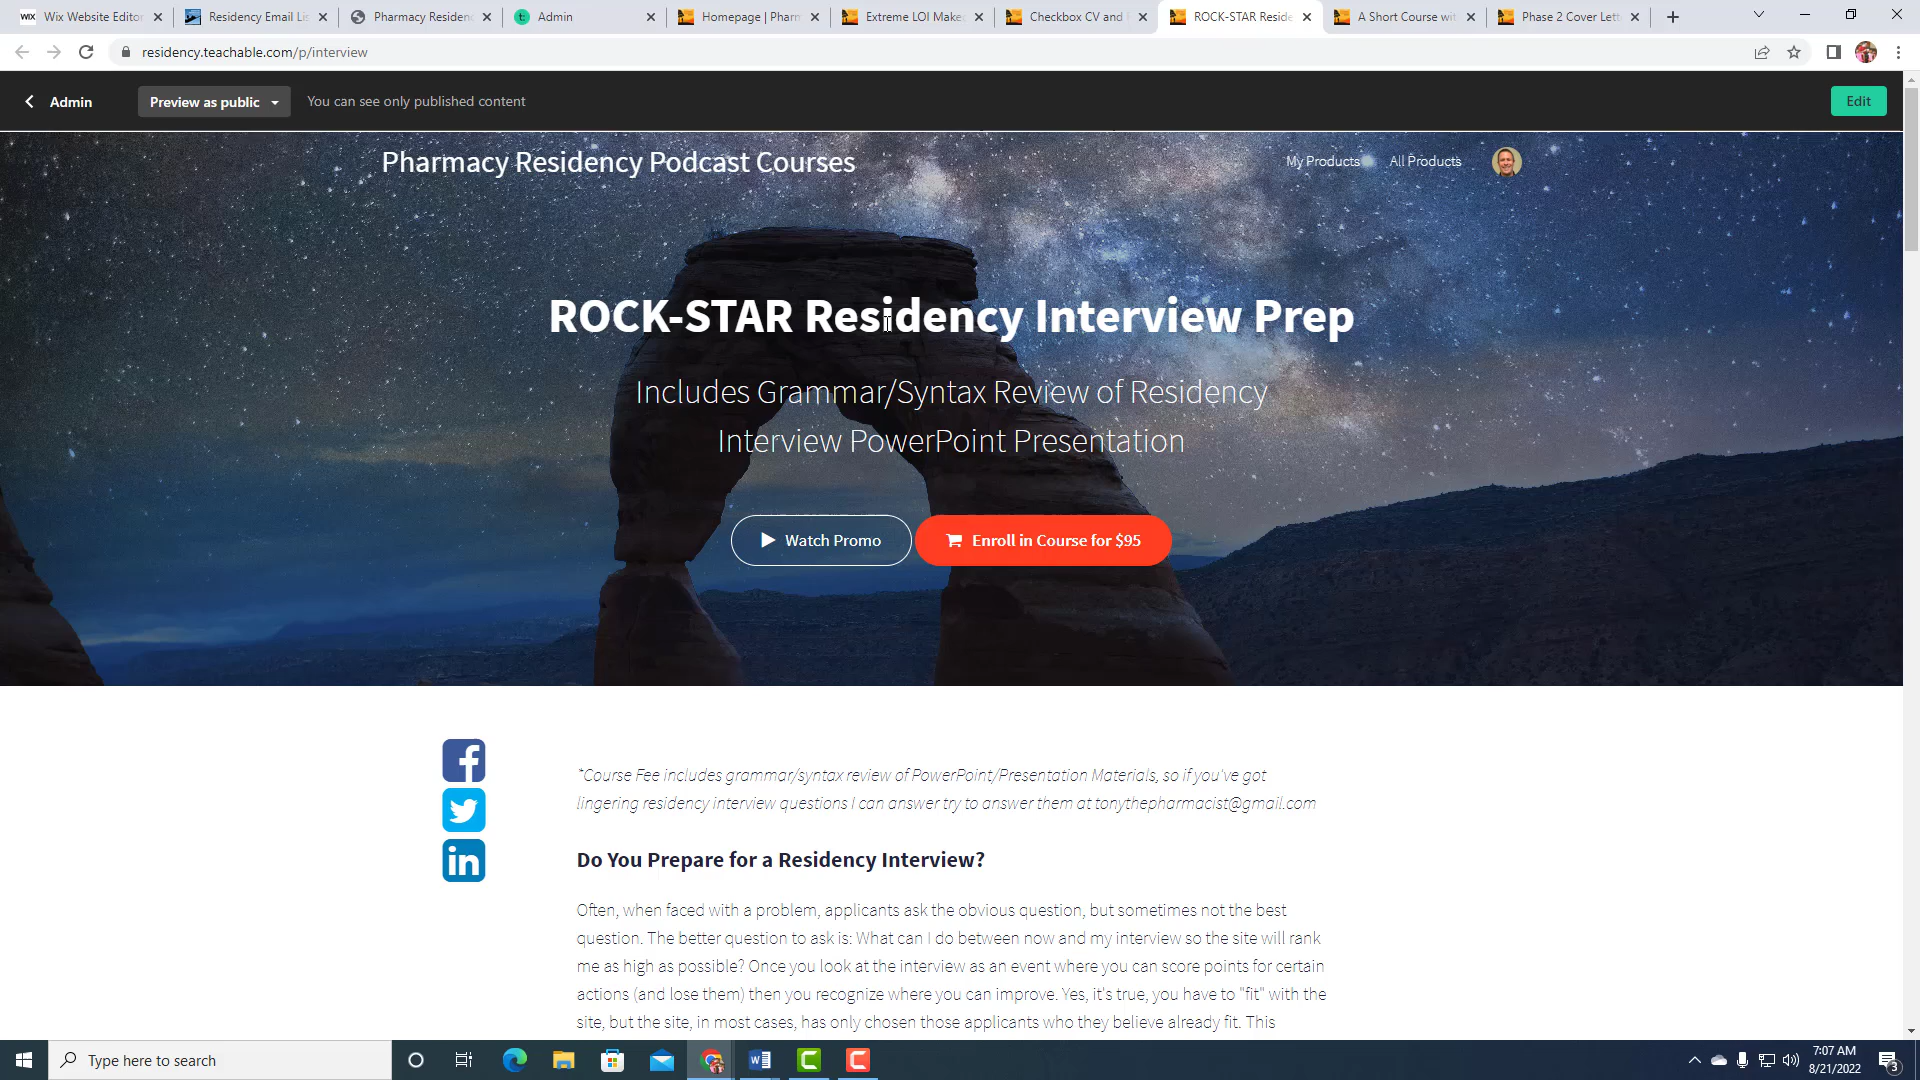 Wix Website Editor
Residency Email Lis
Pharmacy Residenc
Admin
Homepage | Pharm
Extreme LOI Make
Checkbox CV and
ROCK-STAR Reside
A Short Course wit
Phase 2 Cover Lett
residency.teachable.com/p/interview
Admin
Preview as public
You can see only published content
Edit
Pharmacy Residency Podcast Courses
My Products
All Products
ROCK-STAR Residency Interview Prep
Includes Grammar/Syntax Review of Residency
Interview PowerPoint Presentation
Watch Promo
Enroll in Course for $95
*Course Fee includes grammar/syntax review of PowerPoint/Presentation Materials, so if you've got
lingering residency interview questions I can answer try to answer them at tonythepharmacist@gmail.com
Do You Prepare for a Residency Interview?
Often, when faced with a problem, applicants ask the obvious question, but sometimes not the best
question. The better question to ask is: What can I do between now and my interview so the site will rank
me as high as possible? Once you look at the interview as an event where you can score points for certain
actions (and lose them) then you recognize where you can improve. Yes, it's true, you have to "fit" with the
site, but the site, in most cases, has only chosen those applicants who they believe already fit. This
Type here to search
7:07 AM
8/21/2022
3